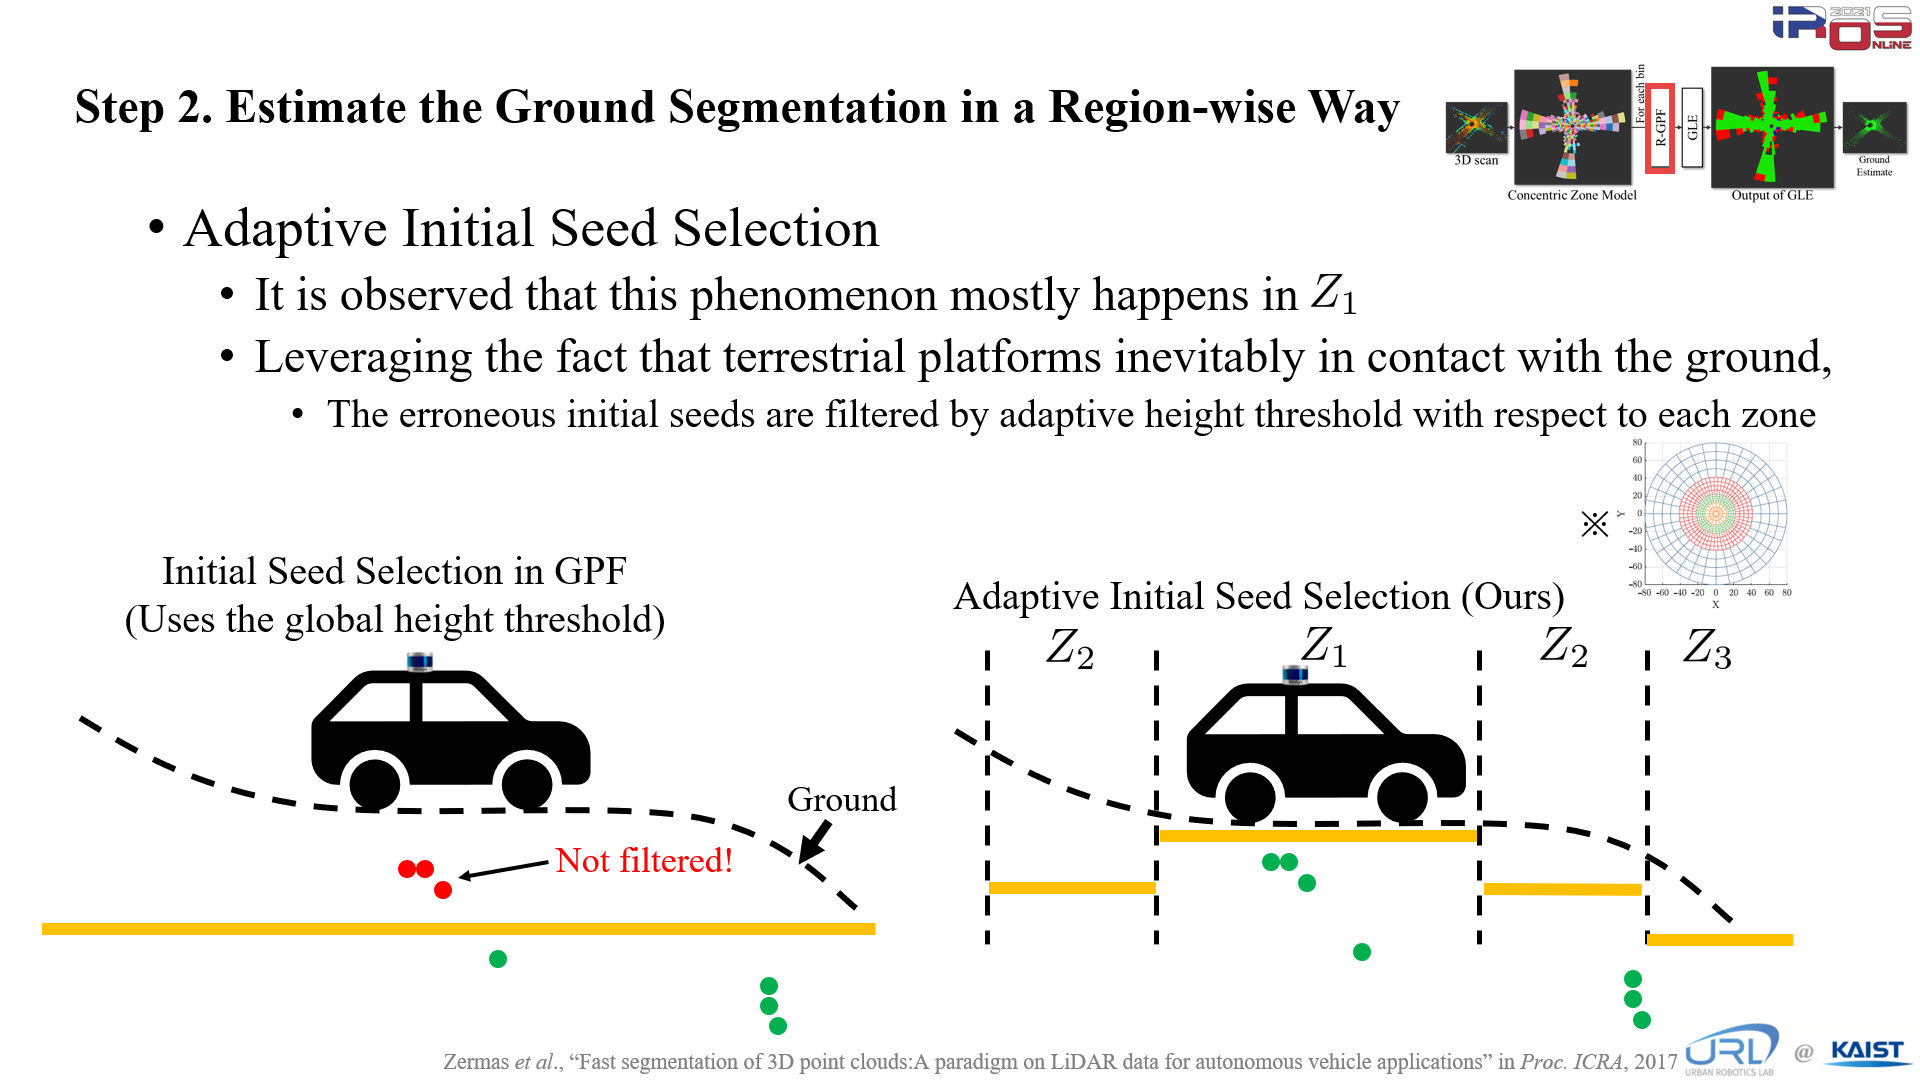 iROS 2021 ONLINE
Step 2. Estimate the Ground Segmentation in a Region-wise Way
For each bin
R-GPF
GLE
3D scan
Concentric Zone Model
Output of GLE
Ground
Estimate
• Adaptive Initial Seed Selection
• It is observed that this phenomenon mostly happens in Z1
• Leveraging the fact that terrestrial platforms inevitably in contact with the ground,
• The erroneous initial seeds are filtered by adaptive height threshold with respect to each zone
※
80
60
40
20
0
−20
−40
−60
−80
Y
−80 −60 −40 −20 0 20 40 60 80
X
Initial Seed Selection in GPF
(Uses the global height threshold)
Ground
Not filtered!
Adaptive Initial Seed Selection (Ours)
Z2 Z1 Z2 Z3
Zermas et al., “Fast segmentation of 3D point clouds:A paradigm on LiDAR data for autonomous vehicle applications” in Proc. ICRA, 2017
URL
URBAN ROBOTICS LAB
@
KAIST